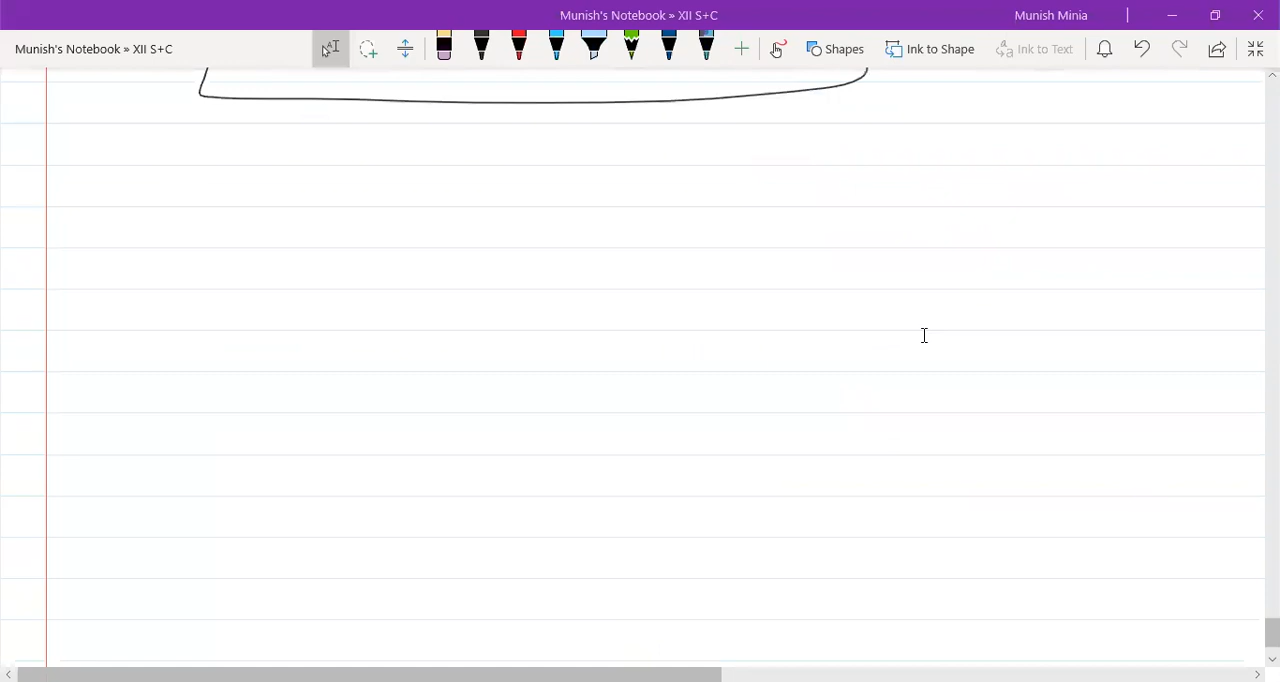 Munish's Notebook » XII S+C
Munish Minia
Munish's Notebook » XII S+C
Shapes
Ink to Shape
Ink to Text